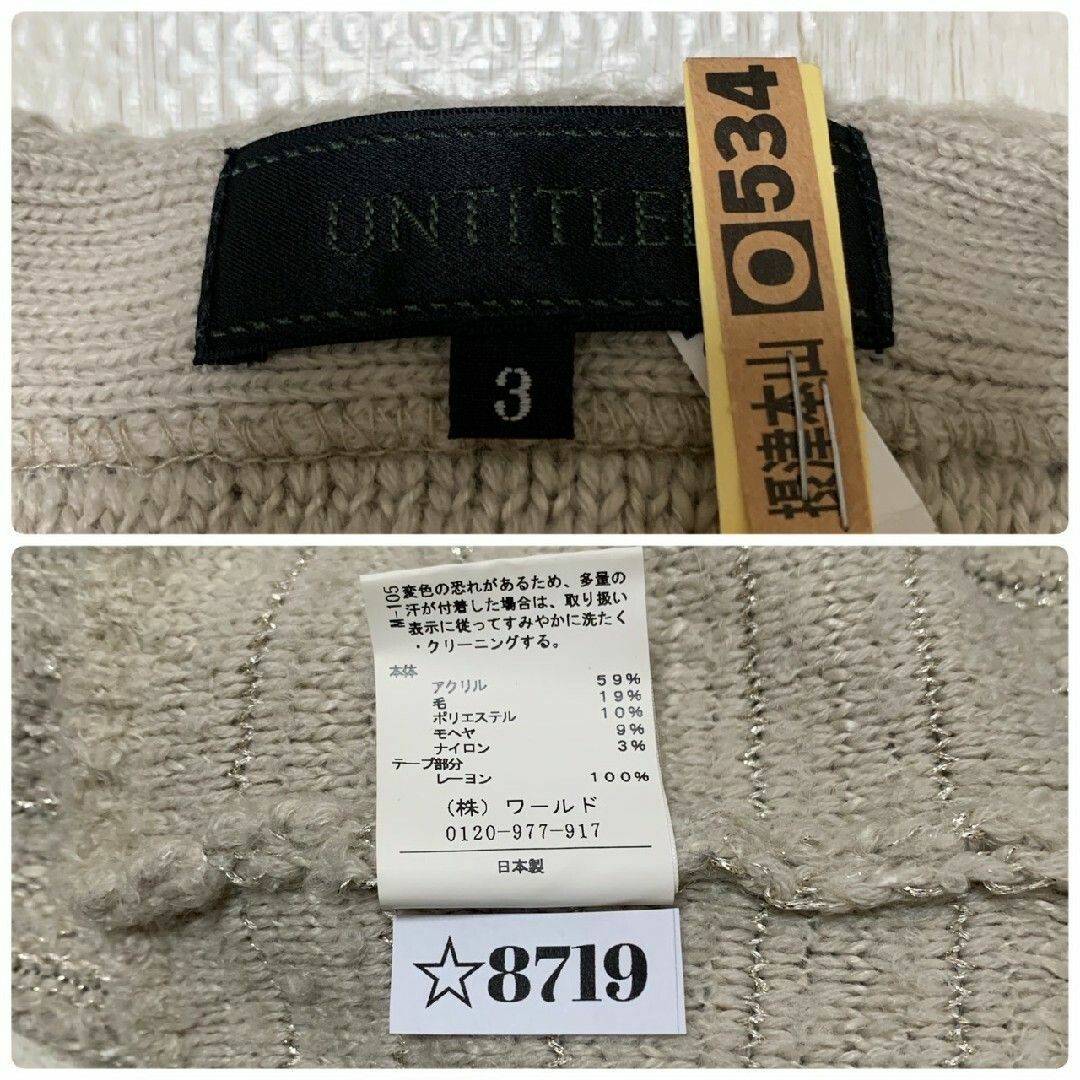 UNTITLED
3
534
摂津本山
M-105
変色の恐れがあるため、多量の
汗が付着した場合は、取り扱い
表示に従ってすみやかに洗たく
・クリーニングする。
本体
アクリル 59%
毛 19%
ポリエステル 10%
モヘヤ 9%
ナイロン 3%
テープ部分
レーヨン 100%
(株) ワールド
0120-977-917
日本製
☆8719